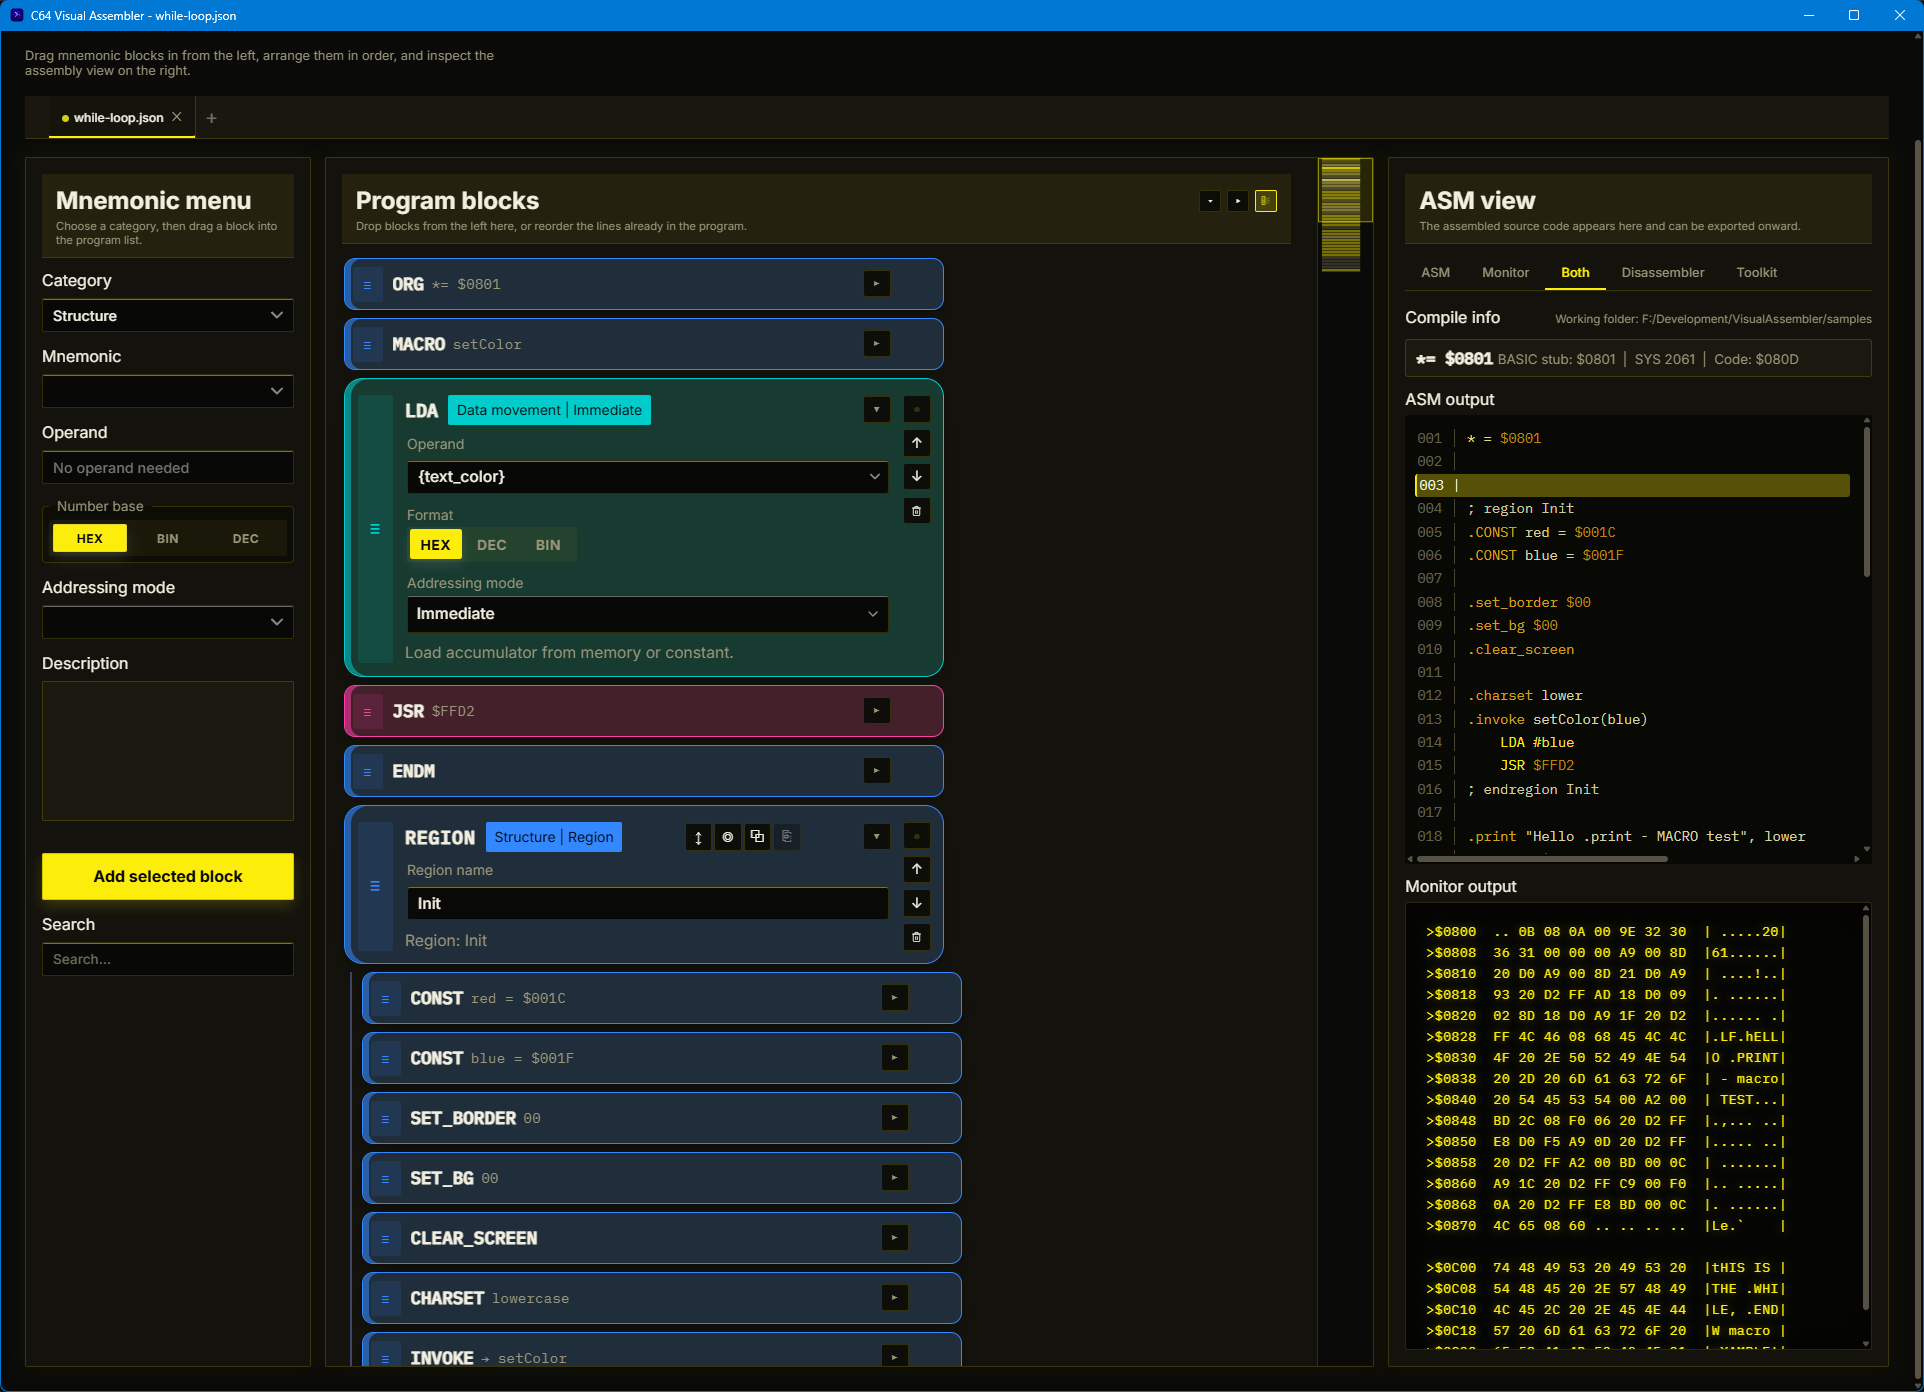 C64 Visual Assembler - while-loop.json
Drag mnemonic blocks in from the left, arrange them in order, and inspect the
assembly view on the right.
while-loop.json
Mnemonic menu
Choose a category, then drag a block into
the program list.
Category
Structure
Mnemonic
Operand
No operand needed
Number base
HEX BIN DEC
Addressing mode
Description
Add selected block
Search
Search...
Program blocks
Drop blocks from the left here, or reorder the lines already in the program.
ORG *= $0801
MACRO setColor
LDA Data movement | Immediate
Operand
{text_color}
Format
HEX DEC BIN
Addressing mode
Immediate
Load accumulator from memory or constant.
JSR $FFD2
ENDM
REGION Structure | Region
Region name
Init
Region: Init
CONST red = $001C
CONST blue = $001F
SET_BORDER 00
SET_BG 00
CLEAR_SCREEN
CHARSET lowercase
INVOKE → setColor
ASM view
The assembled source code appears here and can be exported onward.
ASM Monitor Both Disassembler Toolkit
Compile info Working folder: F:/Development/VisualAssembler/samples
*= $0801 BASIC stub: $0801 | SYS 2061 | Code: $080D
ASM output
001 | * = $0801
002 |
003 |
004 | ; region Init
005 | .CONST red = $001C
006 | .CONST blue = $001F
007 |
008 | .set_border $00
009 | .set_bg $00
010 | .clear_screen
011 |
012 | .charset lower
013 | .invoke setColor(blue)
014 | LDA #blue
015 | JSR $FFD2
016 | ; endregion Init
017 |
018 | .print "Hello .print - MACRO test", lower
Monitor output
>$0800 .. 0B 08 0A 00 9E 32 30 | .....20|
>$0808 36 31 00 00 00 A9 00 8D |61......|
>$0810 20 D0 A9 00 8D 21 D0 A9 | ....!..|
>$0818 93 20 D2 FF AD 18 D0 09 |. ......|
>$0820 02 8D 18 D0 A9 1F 20 D2 |...... .|
>$0828 FF 4C 46 08 68 45 4C 4C |.LF.hELL|
>$0830 4F 20 2E 50 52 49 4E 54 |O .PRINT|
>$0838 20 2D 20 6D 61 63 72 6F | - macro|
>$0840 20 54 45 53 54 00 A2 00 | TEST...|
>$0848 BD 2C 08 F0 06 20 D2 FF |.,... ..|
>$0850 E8 D0 F5 A9 0D 20 D2 FF |..... ..|
>$0858 20 D2 FF A2 00 BD 00 0C | .......|
>$0860 A9 1C 20 D2 FF C9 00 F0 |.. .....|
>$0868 0A 20 D2 FF E8 BD 00 0C |. ......|
>$0870 4C 65 08 60 .. .. .. .. |Le.` |
>$0C00 74 48 49 53 20 49 53 20 |tHIS IS |
>$0C08 54 48 45 20 2E 57 48 49 |THE .WHI|
>$0C10 4C 45 2C 20 2E 45 4E 44 |LE, .END|
>$0C18 57 20 6D 61 63 72 6F 20 |W macro |